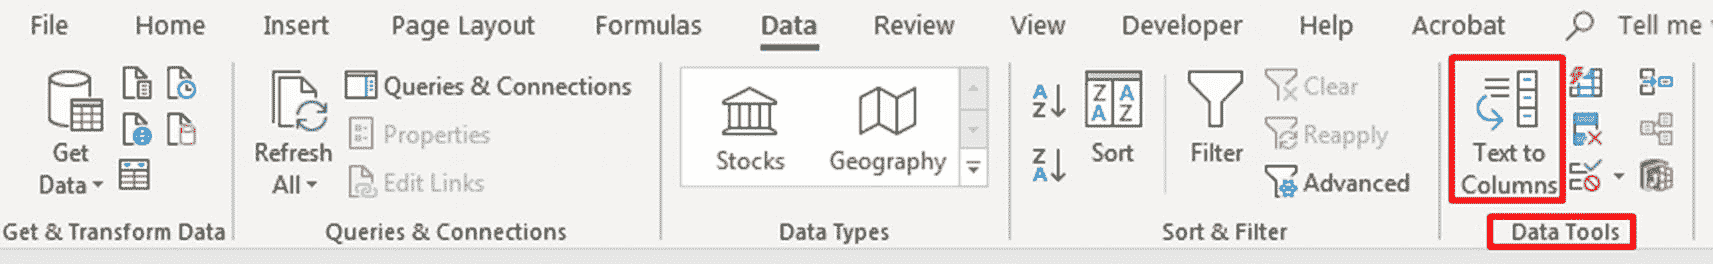 File Home Insert Page Layout Formulas Data Review View Developer Help Acrobat Tell me
Get
Data
Refresh
All
Queries & Connections
Properties
Edit Links
Stocks
Geography
A
Z
Z
A
Z A
A Z
Sort
Filter
Clear
Reapply
Advanced
Text to
Columns
Get & Transform Data
Queries & Connections
Data Types
Sort & Filter
Data Tools